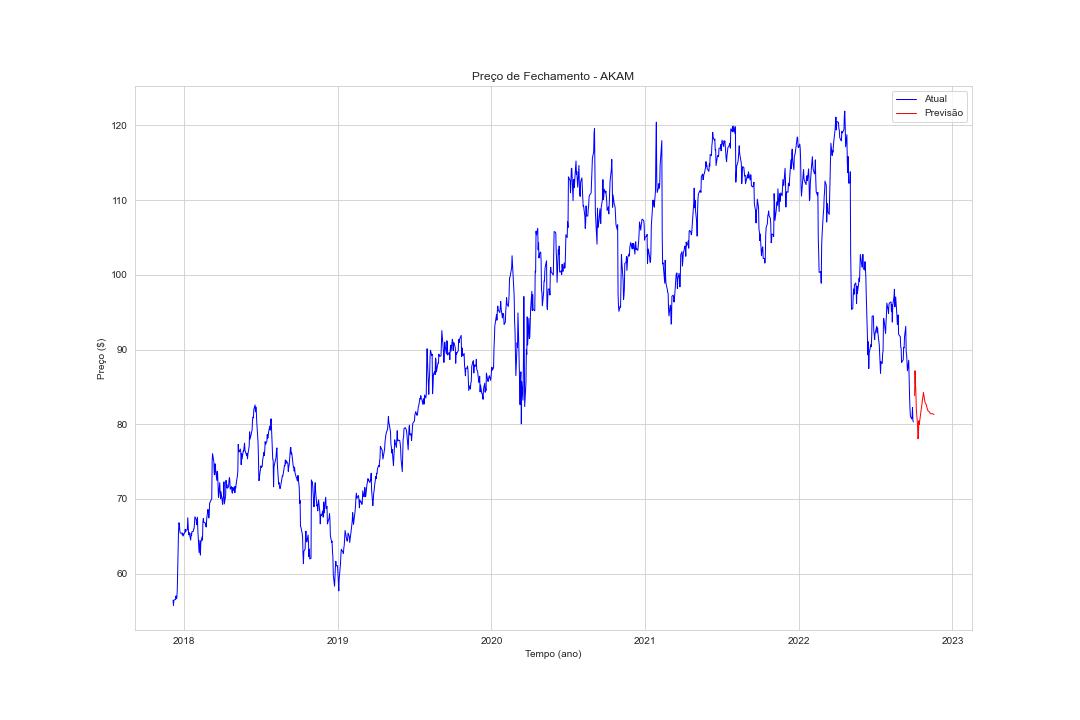 Preço de Fechamento - AKAM
Atual
Previsão
120
110
100
90
80
70
60
Preço ($)
2018 2019 2020 2021 2022 2023
Tempo (ano)